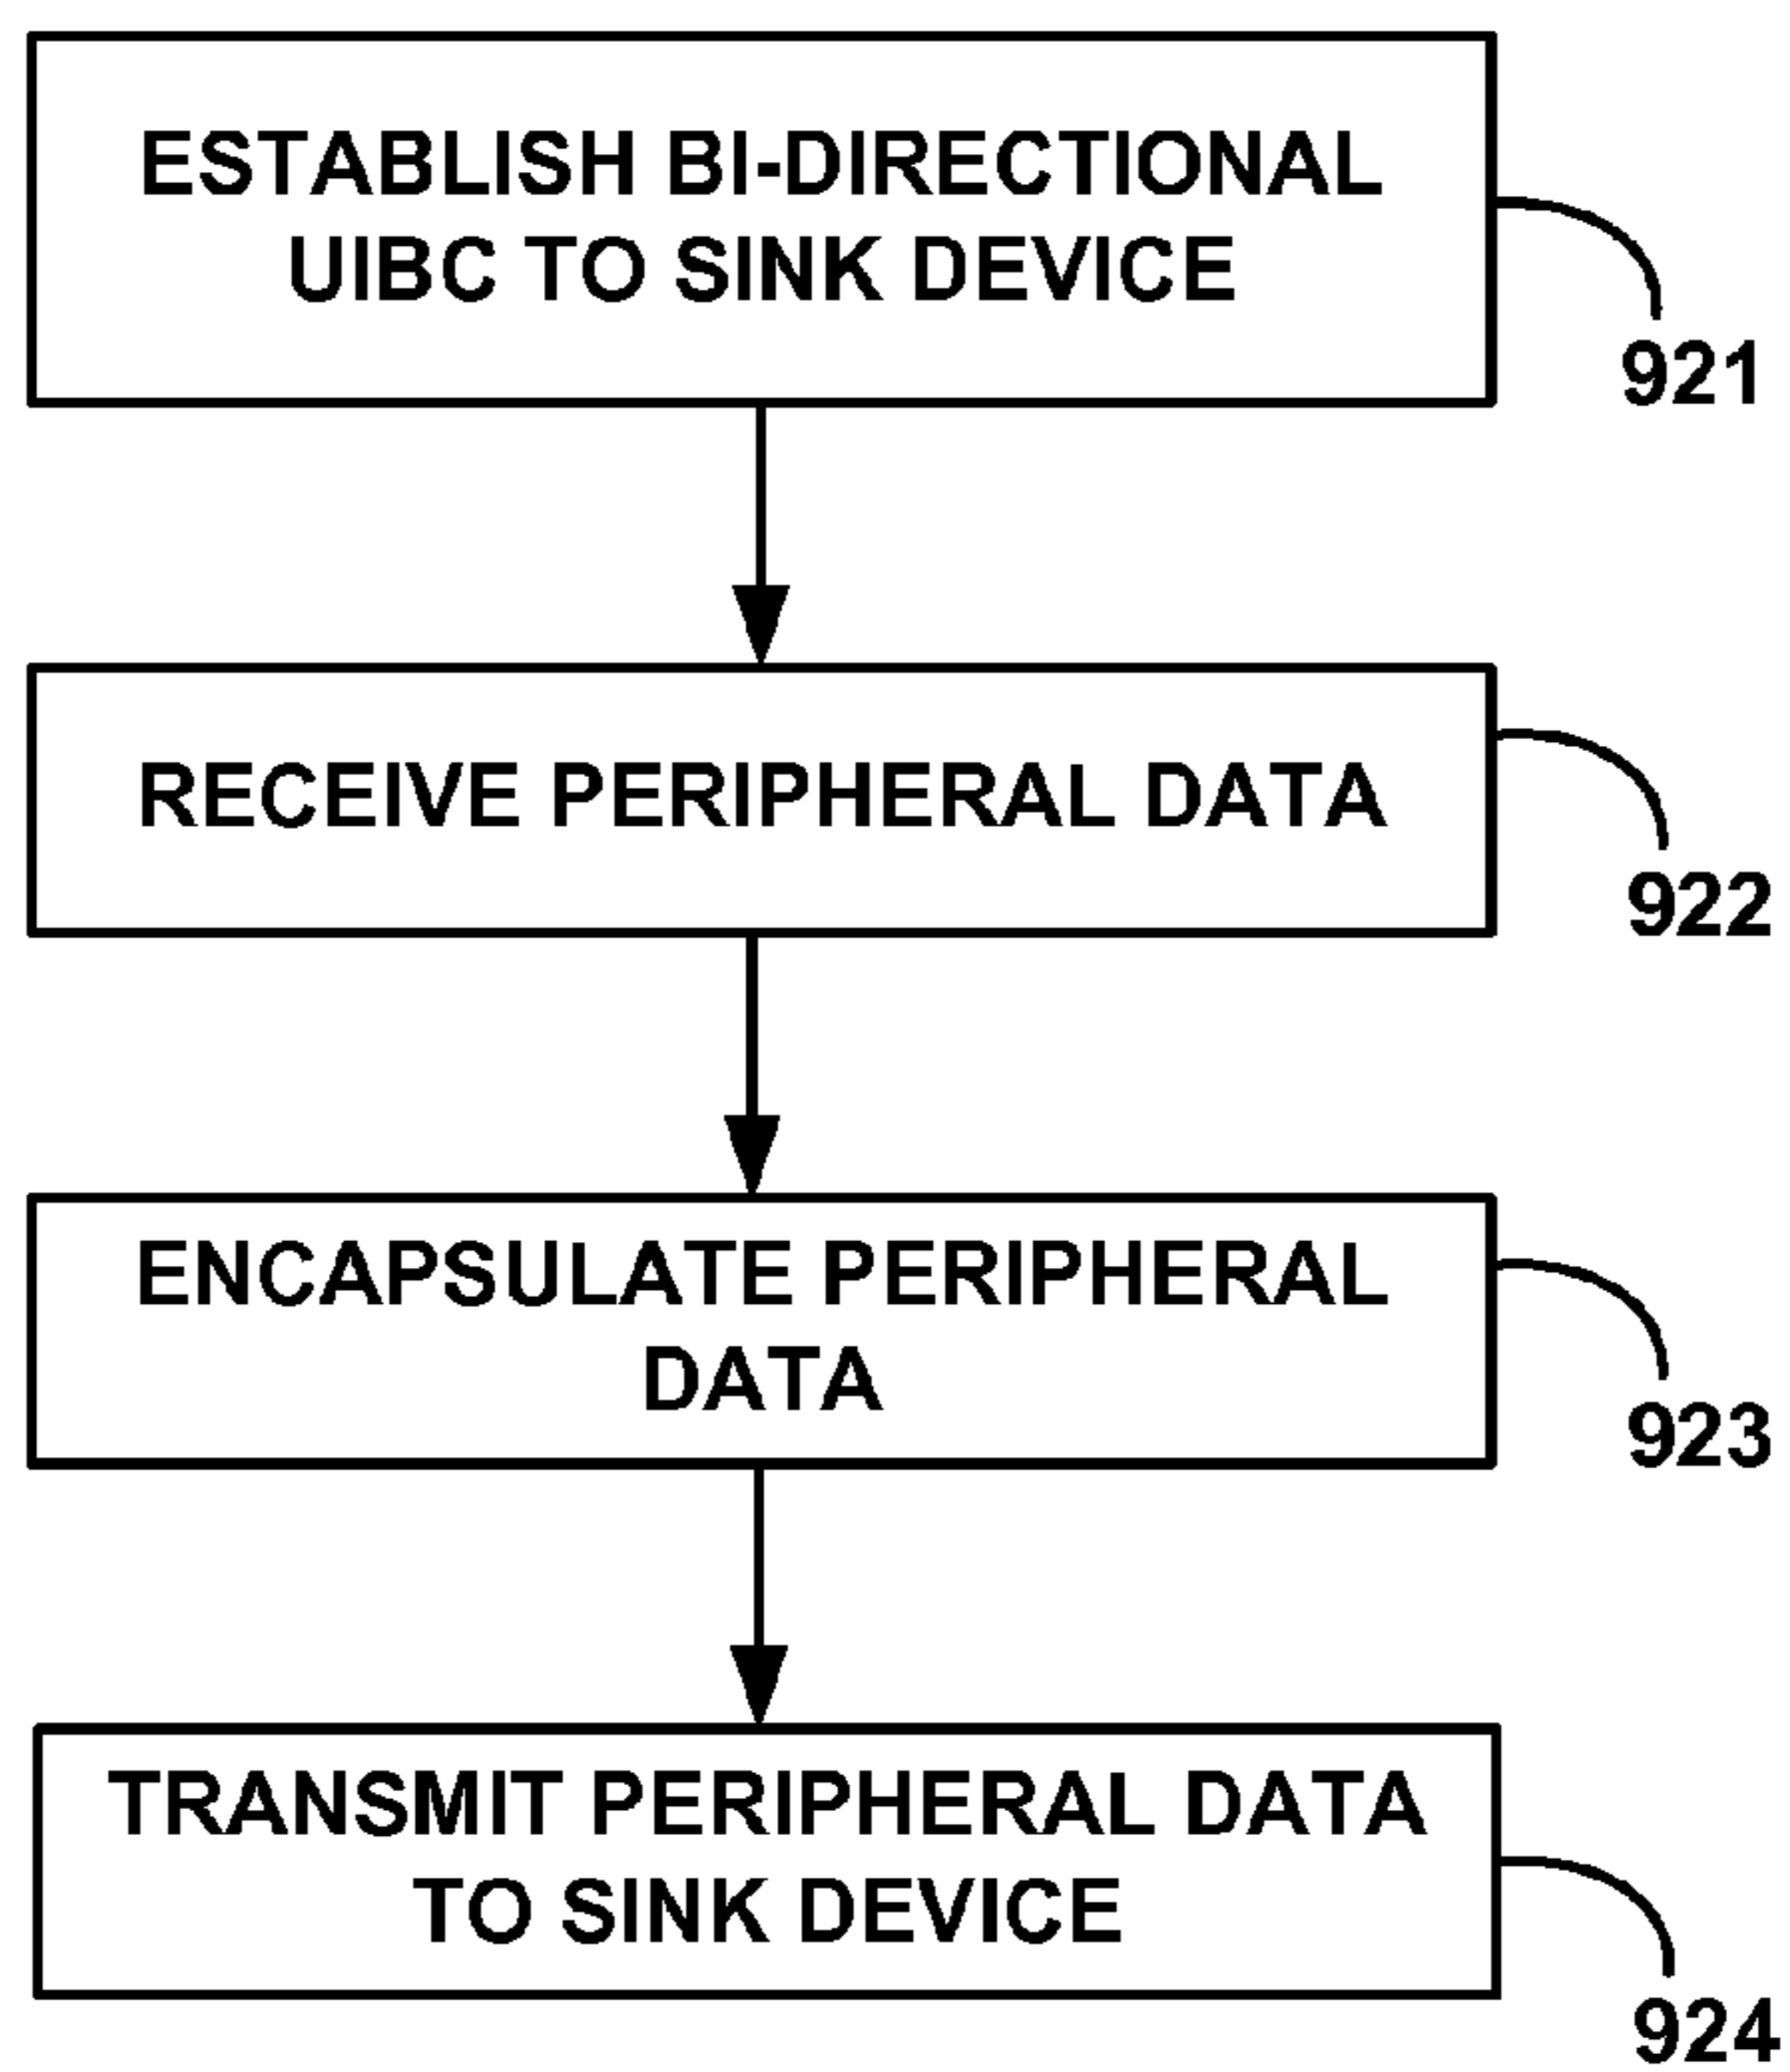 ESTABLISH BI-DIRECTIONAL
UIBC TO SINK DEVICE
921
RECEIVE PERIPHERAL DATA
922
ENCAPSULATE PERIPHERAL
DATA
923
TRANSMIT PERIPHERAL DATA
TO SINK DEVICE
924